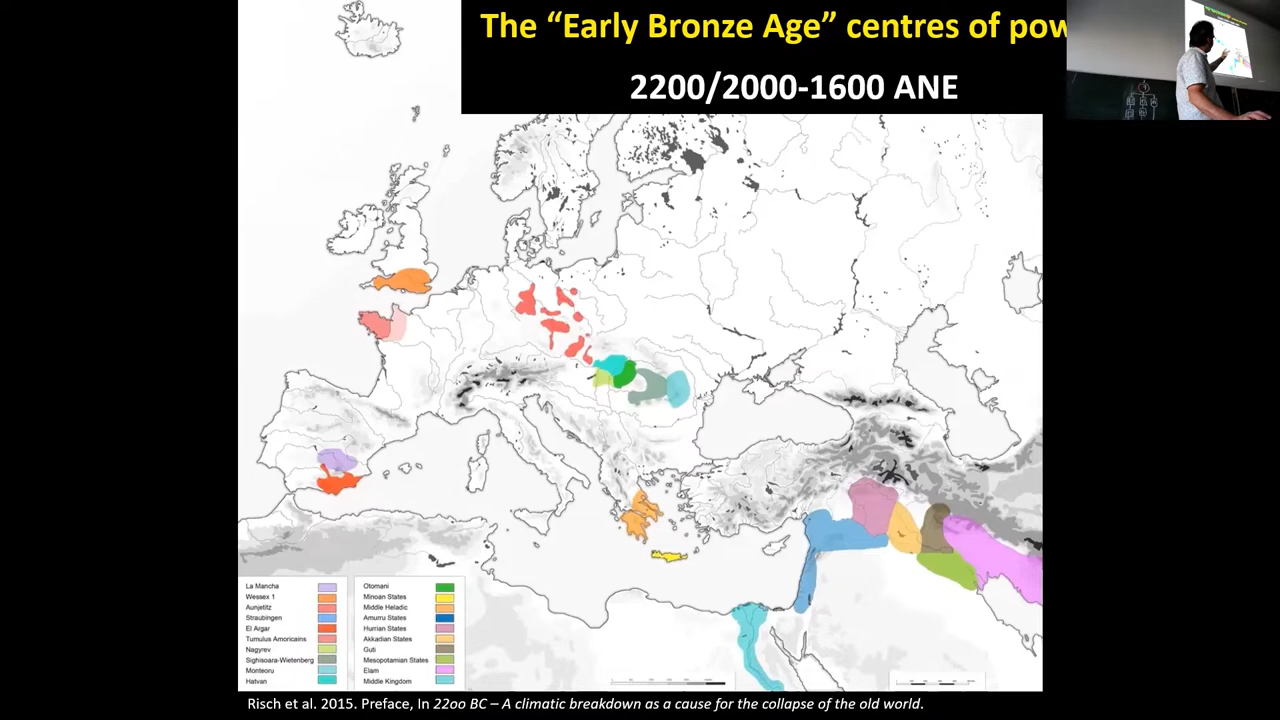 The “Early Bronze Age” centres of pow
2200/2000-1600 ANE
La Mancha
Wessex 1
Aunjetitz
Straubingen
El Argar
Tumulus Amoricains
Nagyrev
Sighisoara-Wietenberg
Monteoru
Hatvan
Otomani
Minoan States
Middle Heladic
Amurru States
Hurrian States
Akkadian States
Guti
Mesopotamian States
Elam
Middle Kingdom
Risch et al. 2015. Preface, In 22oo BC – A climatic breakdown as a cause for the collapse of the old world.